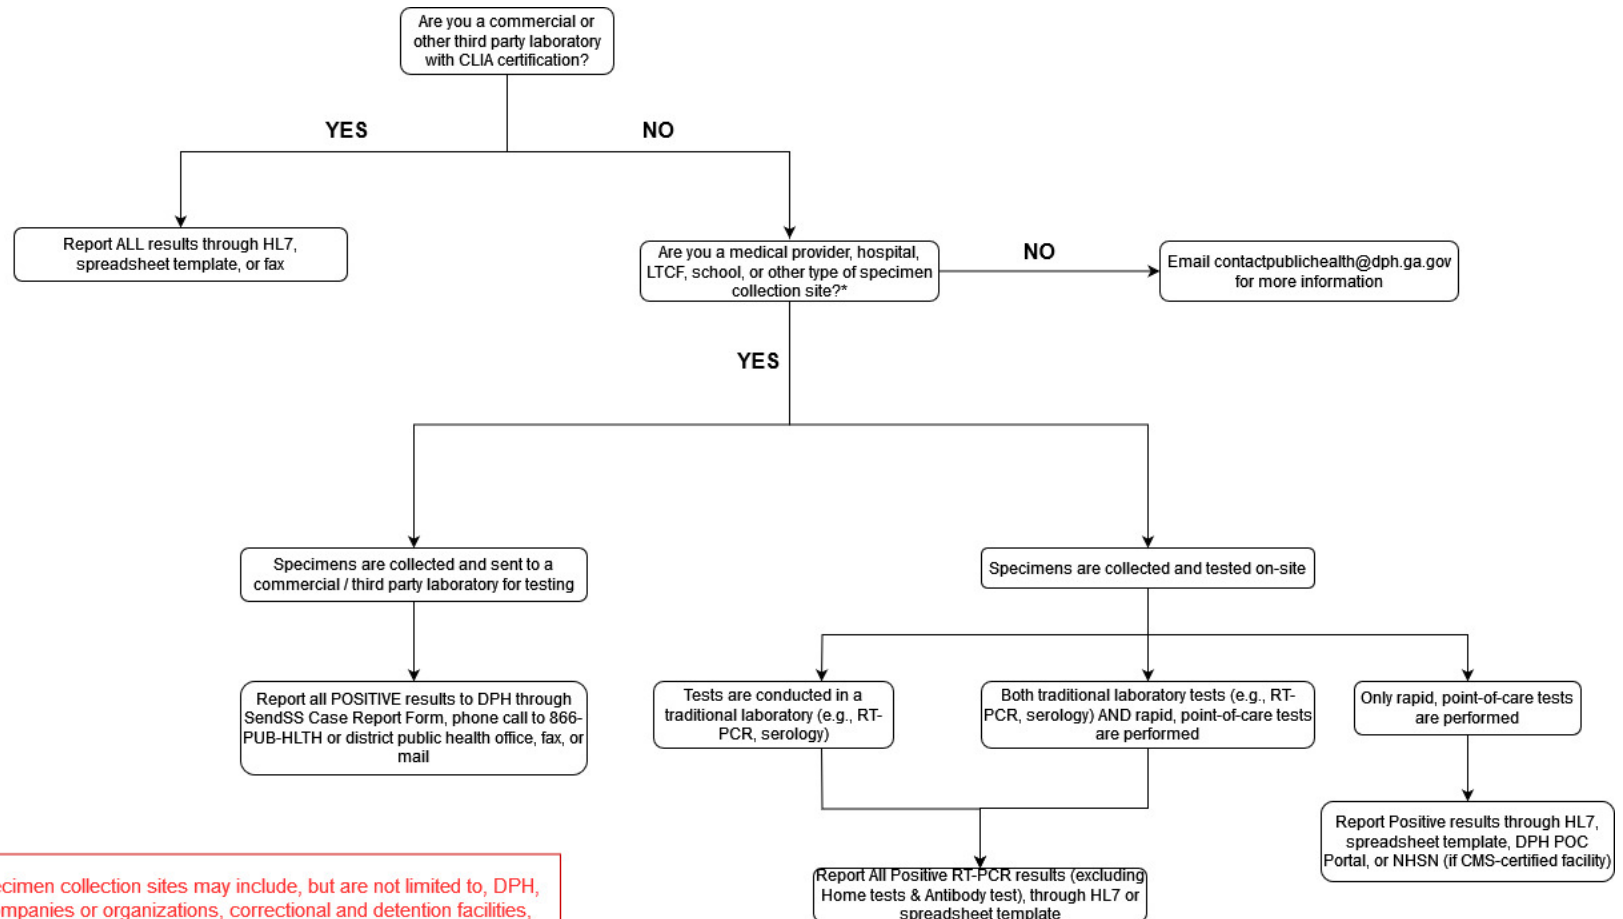 Are you a commercial or
other third party laboratory
with CLIA certification?
YES
NO
Report ALL results through HL7,
spreadsheet template, or fax
Are you a medical provider, hospital,
LTCF, school, or other type of specimen
collection site?*
NO
Email contactpublichealth@dph.ga.gov
for more information
YES
Specimens are collected and sent to a
commercial / third party laboratory for testing
Specimens are collected and tested on-site
Report all POSITIVE results to DPH through
SendSS Case Report Form, phone call to 866-
PUB-HLTH or district public health office, fax, or
mail
Tests are conducted in a
traditional laboratory (e.g., RT-
PCR, serology)
Both traditional laboratory tests (e.g., RT-
PCR, serology) AND rapid, point-of-care tests
are performed
Only rapid, point-of-care tests
are performed
Report Positive results through HL7,
spreadsheet template, DPH POC
Portal, or NHSN (if CMS-certified facility)
Report All Positive RT-PCR results (excluding
Home tests & Antibody test), through HL7 or
spreadsheet template
collection sites may include, but are not limited to, DPH,
or organizations, correctional and detention facilities,